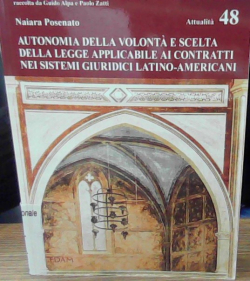 raccolta da Guido Alpa e Paolo Zatti
Naiara Posenato
Attualità 48
AUTONOMIA DELLA VOLONTÀ E SCELTA
DELLA LEGGE APPLICABILE AI CONTRATTI
NEI SISTEMI GIURIDICI LATINO-AMERICANI
CEDAM